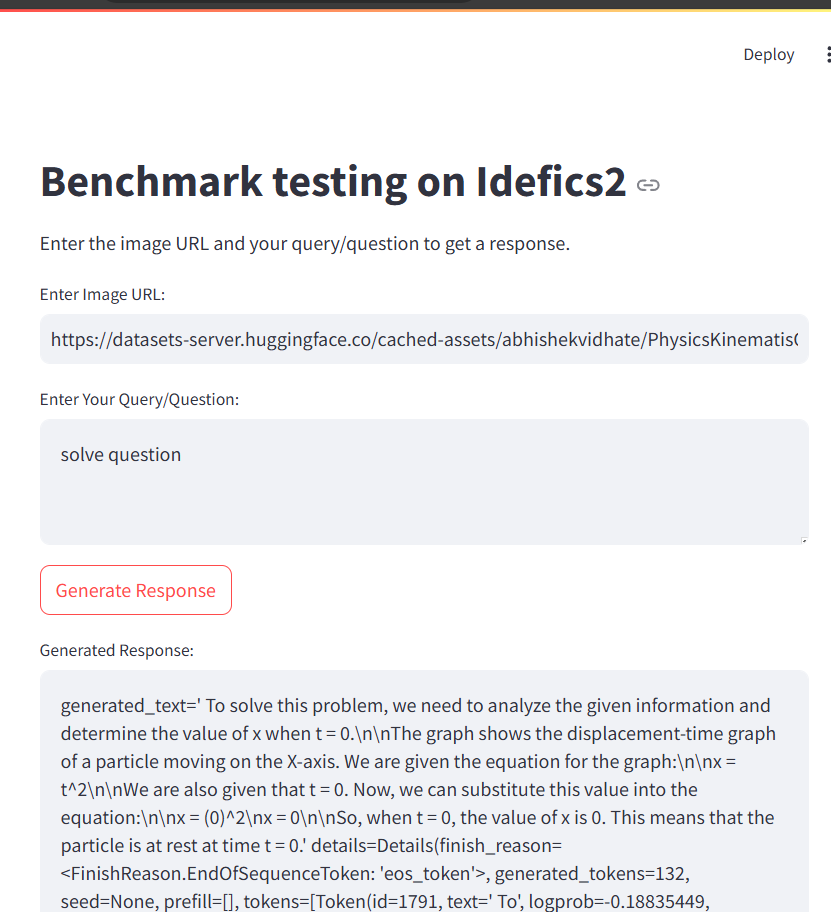 Deploy
Benchmark testing on Idefics2
Enter the image URL and your query/question to get a response.
Enter Image URL:
https://datasets-server.huggingface.co/cached-assets/abhishekvidhate/PhysicsKinematis
Enter Your Query/Question:
solve question
Generate Response
Generated Response:
generated_text=' To solve this problem, we need to analyze the given information and
determine the value of x when t = 0.\n\nThe graph shows the displacement-time graph
of a particle moving on the X-axis. We are given the equation for the graph:\n\nx =
t^2\n\nWe are also given that t = 0. Now, we can substitute this value into the
equation:\n\nx = (0)^2\nx = 0\n\nSo, when t = 0, the value of x is 0. This means that the
particle is at rest at time t = 0.' details=Details(finish_reason=
<FinishReason.EndOfSequenceToken: 'eos_token'>, generated_tokens=132,
seed=None, prefill=[], tokens=[Token(id=1791, text=' To', logprob=-0.18835449,